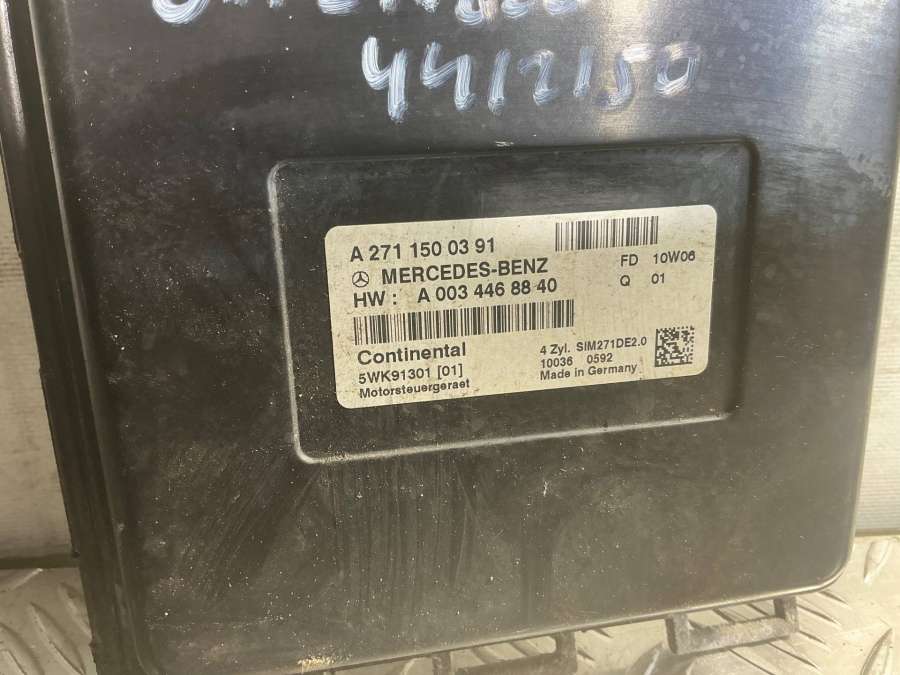 4412150
A 271 150 03 91
MERCEDES-BENZ
HW : A 003 446 88 40
FD 10W06
Q 01
Continental
5WK91301 [01]
Motorsteuergeraet
4 Zyl. SIM271DE2.0
10036 0592
Made in Germany